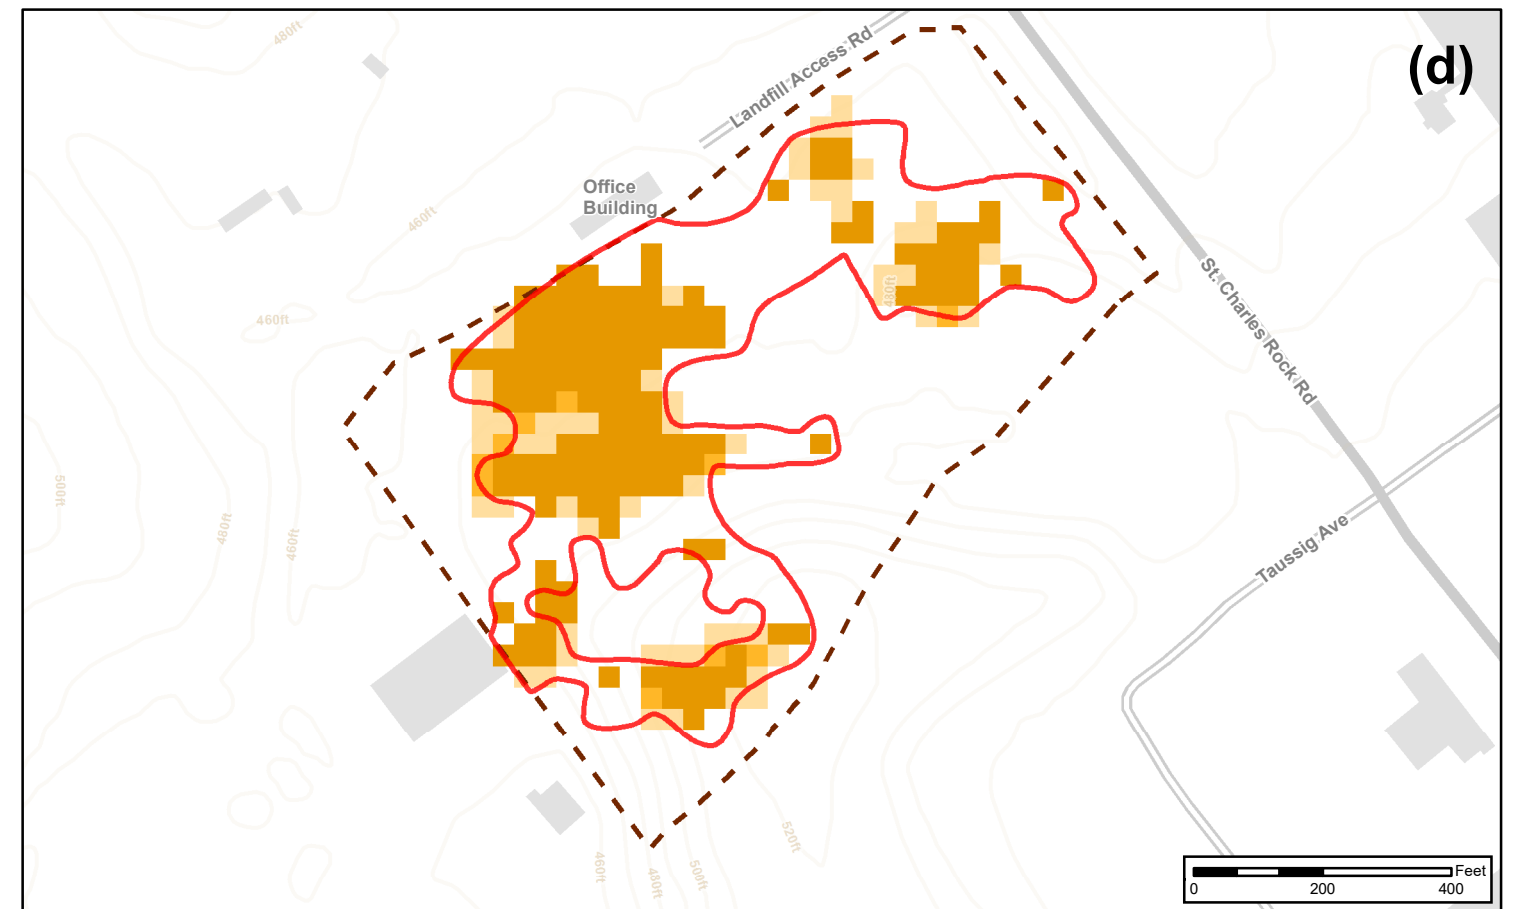 480ft
Landfill Access Rd
(d)
Office
Building
460ft
480ft
460ft
St. Charles Rock Rd
500ft
480ft
460ft
Taussig Ave
520ft
460ft
480ft
500ft
Feet
0 200 400